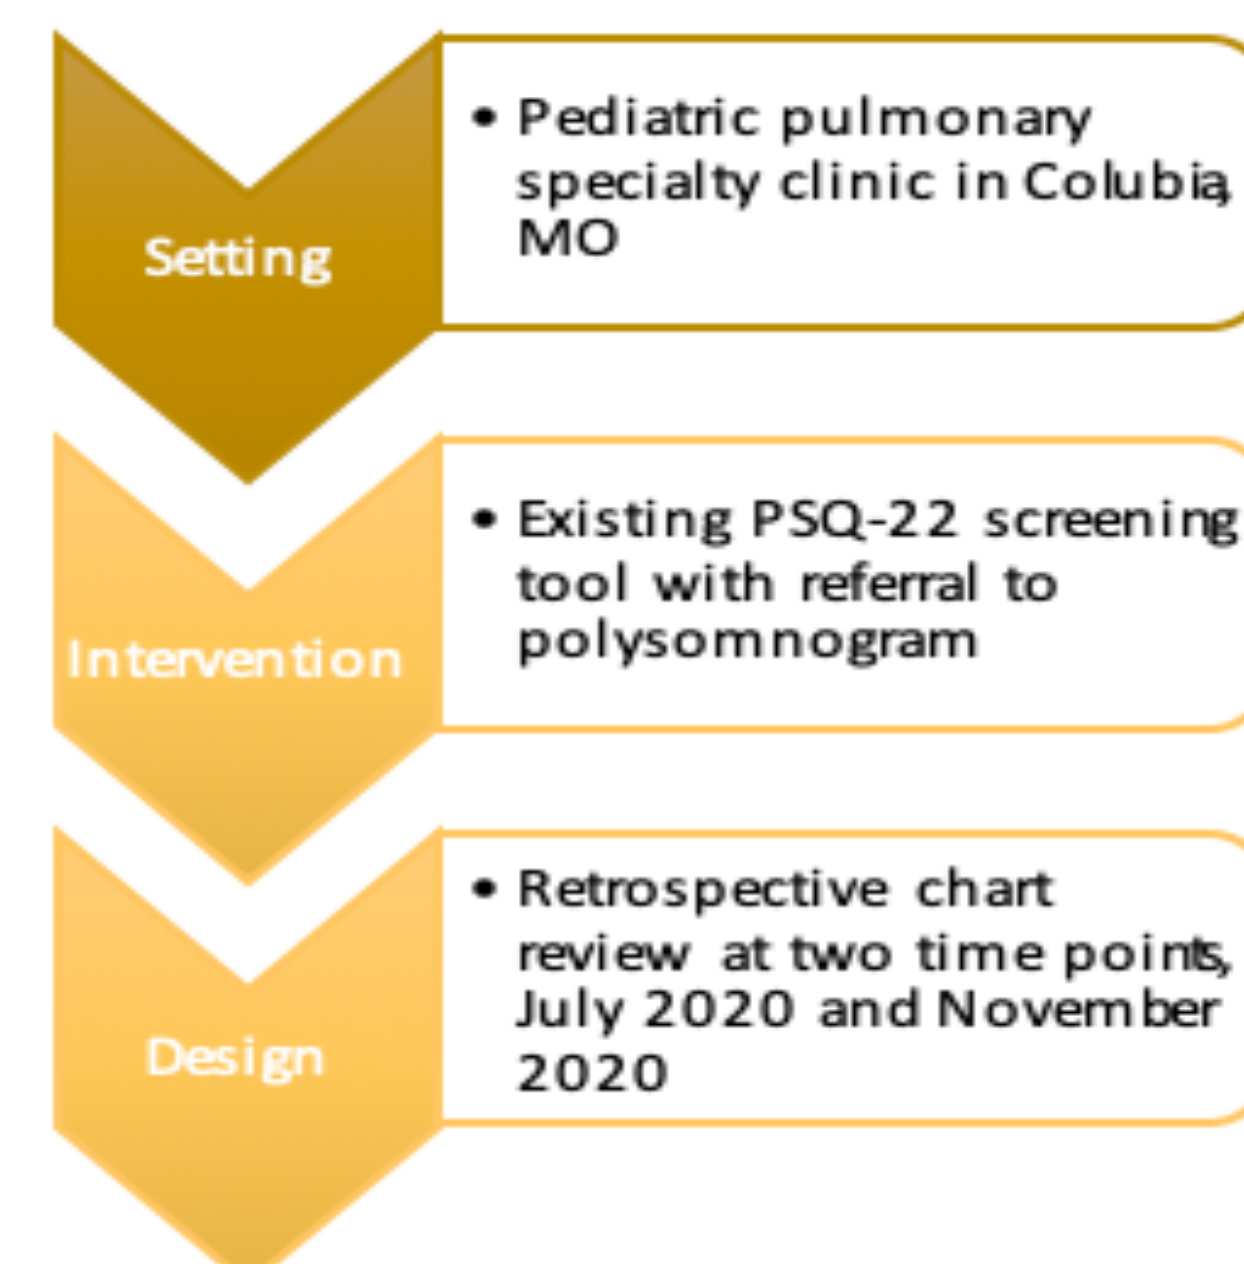 Setting
• Pediatric pulmonary
specialty clinic in Colubia,
MO
Intervention
• Existing PSQ-22 screening
tool with referral to
polysomnogram
Design
• Retrospective chart
review at two time points,
July 2020 and November
2020